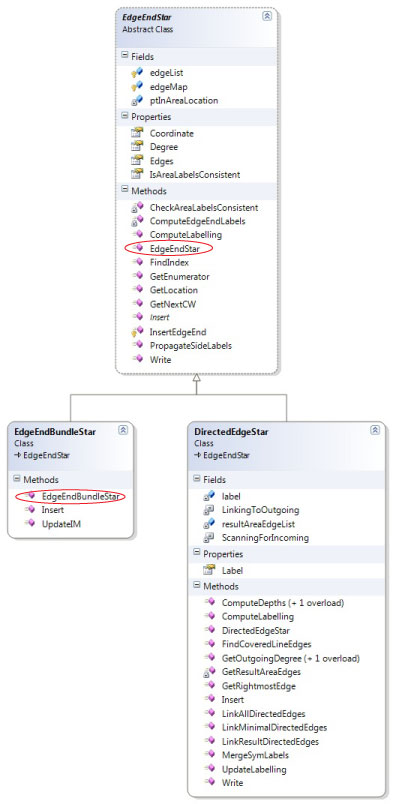 EdgeEndStar
Abstract Class
Fields
edgeList
edgeMap
ptInAreaLocation
Properties
Coordinate
Degree
Edges
IsAreaLabelsConsistent
Methods
CheckAreaLabelsConsistent
ComputeEdgeEndLabels
ComputeLabelling
EdgeEndStar
FindIndex
GetEnumerator
GetLocation
GetNextCW
Insert
InsertEdgeEnd
PropagateSideLabels
Write
EdgeEndBundleStar
Class
EdgeEndStar
Methods
EdgeEndBundleStar
Insert
UpdateIM
DirectedEdgeStar
Class
EdgeEndStar
Fields
label
LinkingToOutgoing
resultAreaEdgeList
ScanningForIncoming
Properties
Label
Methods
ComputeDepths (+ 1 overload)
ComputeLabelling
DirectedEdgeStar
FindCoveredLineEdges
GetOutgoingDegree (+ 1 overload)
GetResultAreaEdges
GetRightmostEdge
Insert
LinkAllDirectedEdges
LinkMinimalDirectedEdges
LinkResultDirectedEdges
MergeSymLabels
UpdateLabelling
Write